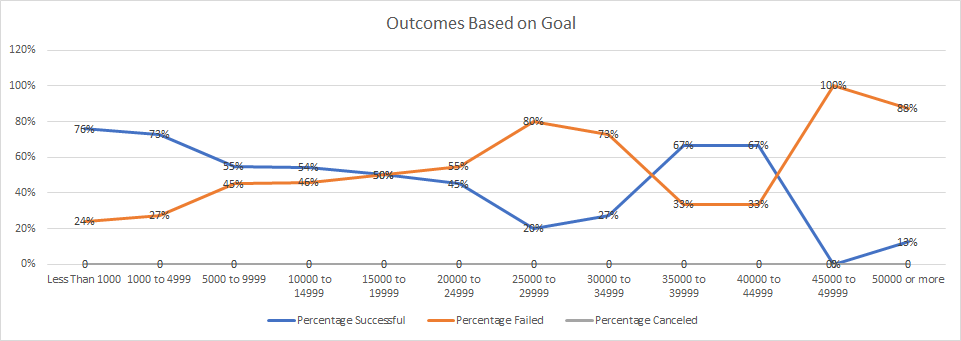 Outcomes Based on Goal
120%
100%
80%
60%
40%
20%
0%
76% 73% 55% 54% 50% 45% 20% 27% 67% 67% 0% 13%
24% 27% 45% 46% 50% 55% 80% 73% 33% 33% 100% 88%
0 0 0 0 0 0 0 0 0 0 0 0
Less Than 1000 1000 to 4999 5000 to 9999 10000 to 15000 to 20000 to 25000 to 30000 to 35000 to 40000 to 45000 to 50000 or more
14999 19999 24999 29999 34999 39999 44999 49999
Percentage Successful Percentage Failed Percentage Canceled